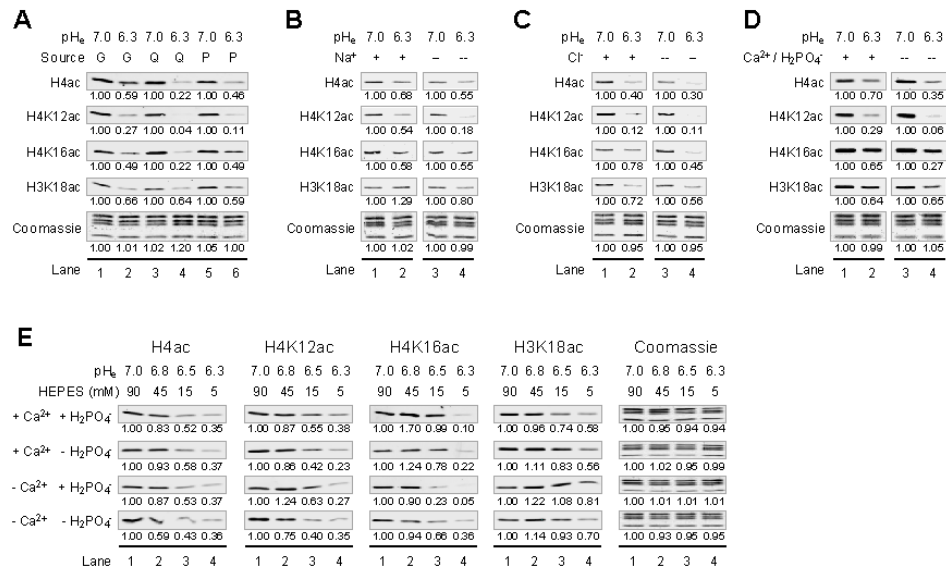 A
pHe 7.0 6.3 7.0 6.3 7.0 6.3
Source G G Q Q P P
H4ac
1.00 0.59 1.00 0.22 1.00 0.46
H4K12ac
1.00 0.27 1.00 0.04 1.00 0.11
H4K16ac
1.00 0.49 1.00 0.22 1.00 0.49
H3K18ac
1.00 0.66 1.00 0.64 1.00 0.59
Coomassie
1.00 1.01 1.02 1.20 1.05 1.00
Lane 1 2 3 4 5 6
B
pHe 7.0 6.3 7.0 6.3
Na+ + + -- --
H4ac
1.00 0.68 1.00 0.55
H4K12ac
1.00 0.54 1.00 0.18
H4K16ac
1.00 0.58 1.00 0.55
H3K18ac
1.00 1.29 1.00 0.80
Coomassie
1.00 1.02 1.00 0.99
Lane 1 2 3 4
C
pHe 7.0 6.3 7.0 6.3
Cl- + + -- --
H4ac
1.00 0.40 1.00 0.30
H4K12ac
1.00 0.12 1.00 0.11
H4K16ac
1.00 0.78 1.00 0.45
H3K18ac
1.00 0.72 1.00 0.56
Coomassie
1.00 0.95 1.00 0.95
Lane 1 2 3 4
D
pHe 7.0 6.3 7.0 6.3
Ca2+ / H2PO4- + + -- --
H4ac
1.00 0.70 1.00 0.35
H4K12ac
1.00 0.29 1.00 0.06
H4K16ac
1.00 0.65 1.00 0.27
H3K18ac
1.00 0.64 1.00 0.65
Coomassie
1.00 0.99 1.00 1.05
Lane 1 2 3 4
E
H4ac H4K12ac H4K16ac H3K18ac Coomassie
pHe 7.0 6.8 6.5 6.3 7.0 6.8 6.5 6.3 7.0 6.8 6.5 6.3 7.0 6.8 6.5 6.3 7.0 6.8 6.5 6.3
HEPES (mM) 90 45 15 5 90 45 15 5 90 45 15 5 90 45 15 5 90 45 15 5
+ Ca2+ + H2PO4-
1.00 0.83 0.52 0.35 1.00 0.87 0.55 0.38 1.00 1.70 0.99 0.10 1.00 0.96 0.74 0.58 1.00 0.95 0.94 0.94
+ Ca2+ - H2PO4-
1.00 0.93 0.58 0.37 1.00 0.86 0.42 0.23 1.00 1.24 0.78 0.22 1.00 1.11 0.83 0.56 1.00 1.02 0.95 0.99
- Ca2+ + H2PO4-
1.00 0.87 0.53 0.37 1.00 1.24 0.63 0.27 1.00 0.90 0.23 0.05 1.00 1.22 1.08 0.81 1.00 1.01 1.01 1.01
- Ca2+ - H2PO4-
1.00 0.59 0.43 0.36 1.00 0.75 0.40 0.35 1.00 0.94 0.66 0.36 1.00 1.14 0.93 0.70 1.00 0.93 0.95 0.95
Lane 1 2 3 4 1 2 3 4 1 2 3 4 1 2 3 4 1 2 3 4